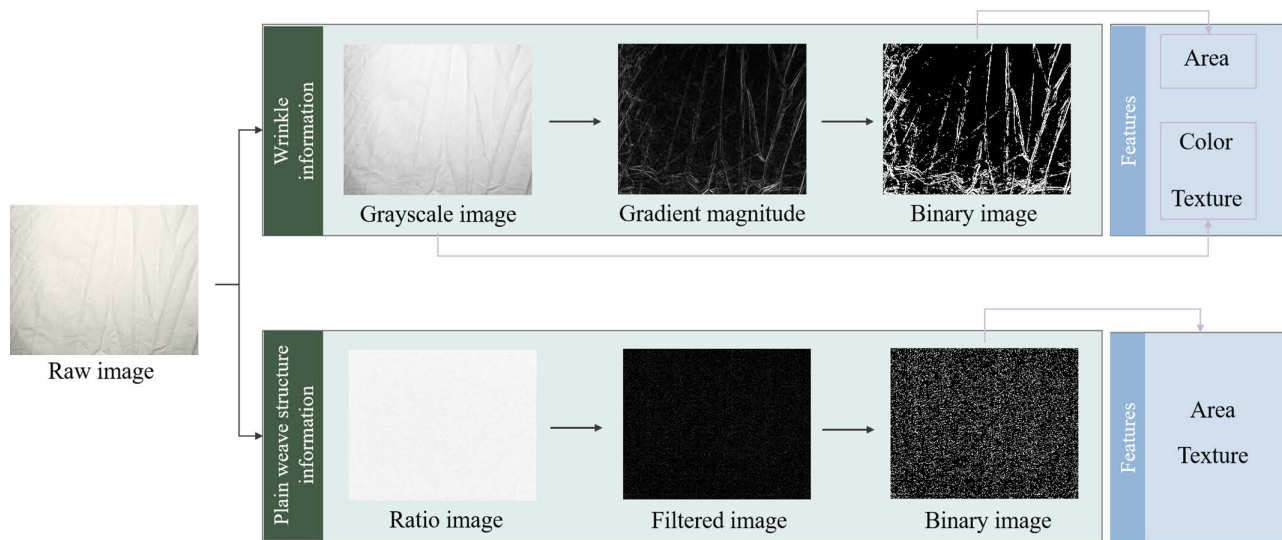 Raw image
Wrinkle
information
Grayscale image
Gradient magnitude
Binary image
Features
Area
Color
Texture
Plain weave structure
information
Ratio image
Filtered image
Binary image
Features
Area
Texture